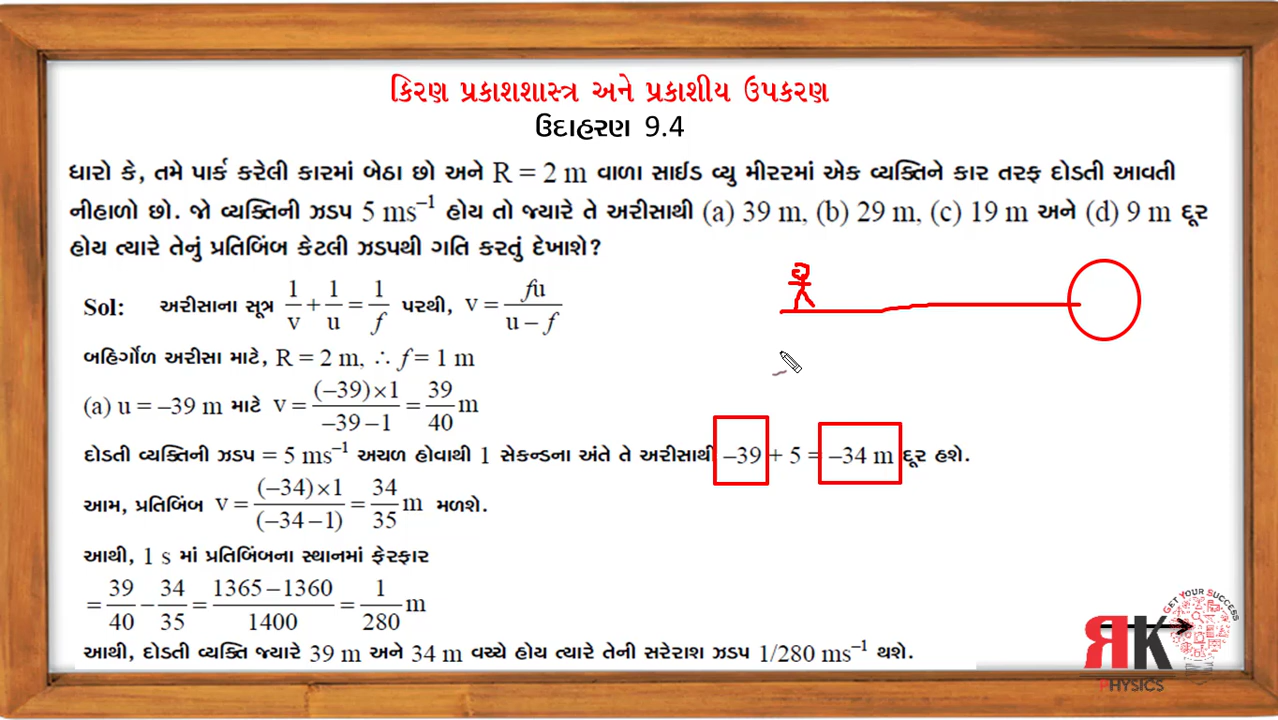 કિરણ પ્રકાશશાસ્ત્ર અને પ્રકાશીય ઉપકરણ
ઉદાહરણ 9.4
ધારો કે, તમે પાર્ક કરેલી કારમાં બેઠા છો અને R = 2 m વાળા સાઈડ વ્યુ મીરરમાં એક વ્યક્તિને કાર તરફ દોડતી આવતી
નીહાળો છો. જો વ્યક્તિની ઝડપ 5 ms⁻¹ હોય તો જ્યારે તે અરીસાથી (a) 39 m, (b) 29 m, (c) 19 m અને (d) 9 m દૂર
હોય ત્યારે તેનું પ્રતિબિંબ કેટલી ઝડપથી ગતિ કરતું દેખાશે?
Sol: અરીસાના સૂત્ર 1/v + 1/u = 1/f પરથી, v = fu/(u – f)
બહિર્ગોળ અરીસા માટે, R = 2 m, ∴ f = 1 m
(a) u = –39 m માટે v = (–39)×1/(–39 –1) = 39/40 m
દોડતી વ્યક્તિની ઝડપ = 5 ms⁻¹ અચળ હોવાથી 1 સેકન્ડના અંતે તે અરીસાથી –39 + 5 = –34 m દૂર હશે.
આમ, પ્રતિબિંબ v = (–34)×1/(–34 –1) = 34/35 m મળશે.
આથી, 1 s માં પ્રતિબિંબના સ્થાનમાં ફેરફાર
= 39/40 – 34/35 = (1365 – 1360)/1400 = 1/280 m
આથી, દોડતી વ્યક્તિ જ્યારે 39 m અને 34 m વચ્ચે હોય ત્યારે તેની સરેરાશ ઝડપ 1/280 ms⁻¹ થશે.
GET YOUR SUCCESS
RK
PHYSICS